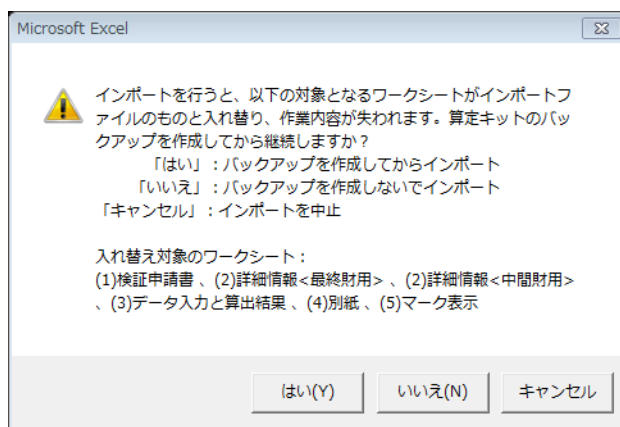 Microsoft Excel
インポートを行うと、以下の対象となるワークシートがインポートフ
ァイルのものと入れ替り、作業内容が失われます。算定キットのバッ
クアップを作成してから継続しますか？
「はい」：バックアップを作成してからインポート
「いいえ」：バックアップを作成しないでインポート
「キャンセル」：インポートを中止
入れ替え対象のワークシート：
(1)検証申請書 、(2)詳細情報<最終財用> 、(2)詳細情報<中間財用>
、(3)データ入力と算出結果 、(4)別紙 、(5)マーク表示
はい(Y)
いいえ(N)
キャンセル